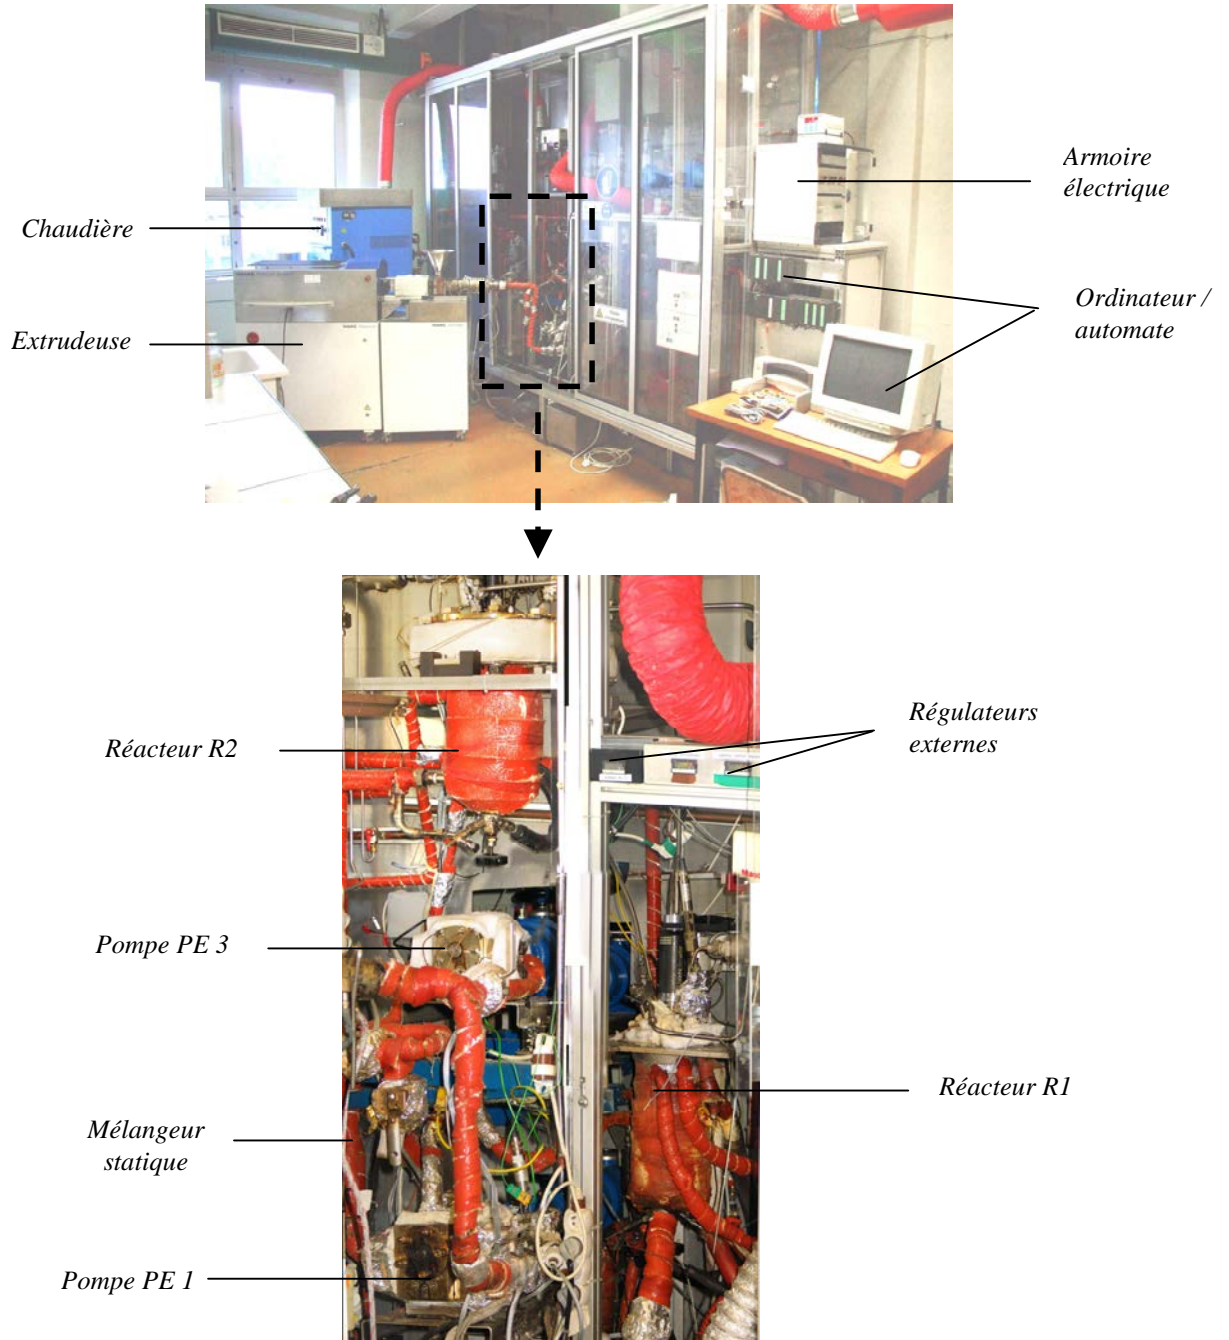 Armoire
électrique
Chaudière
Ordinateur /
automate
Extrudeuse
Régulateurs
externes
Réacteur R2
Pompe PE 3
Réacteur R1
Mélangeur
statique
Pompe PE 1